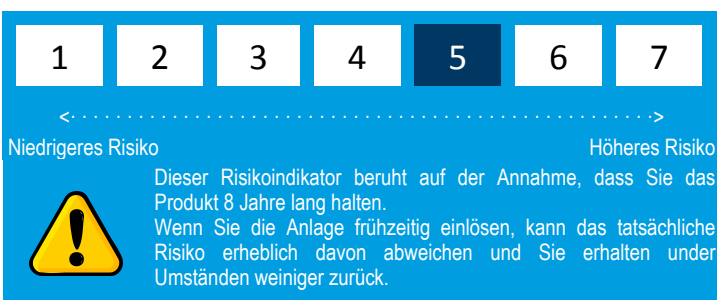 1 2 3 4 5 6 7
<· · · · · · · · · · · · · · · · · · · · · · · · · · · · · · · · · · · · · · · · · · · · · · · · · · · · · · · · ·>
Niedrigeres Risiko Höheres Risiko
Dieser Risikoindikator beruht auf der Annahme, dass Sie das
Produkt 8 Jahre lang halten.
Wenn Sie die Anlage frühzeitig einlösen, kann das tatsächliche
Risiko erheblich davon abweichen und Sie erhalten under
Umständen weiniger zurück.